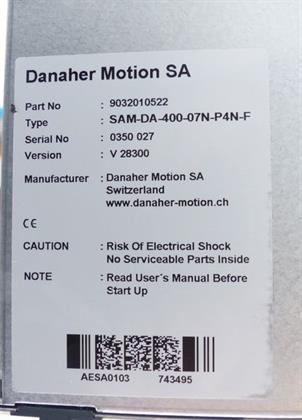 Danaher Motion SA
Part No : 9032010522
Type : SAM-DA-400-07N-P4N-F
Serial No : 0350 027
Version : V 28300
Manufacturer : Danaher Motion SA
Switzerland
www.danaher-motion.ch
CE
CAUTION : Risk Of Electrical Shock
No Serviceable Parts Inside
NOTE : Read User´s Manual Before
Start Up
AESA0103 743495